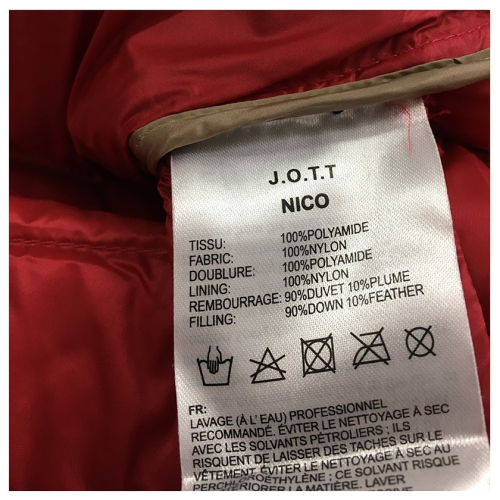 J.O.T.T
NICO
TISSU: 100%POLYAMIDE
FABRIC: 100%NYLON
DOUBLURE: 100%POLYAMIDE
LINING: 100%NYLON
REMBOURRAGE: 90%DUVET 10%PLUME
FILLING: 90%DOWN 10%FEATHER
FR:
LAVAGE (À L' EAU) PROFESSIONNEL
RECOMMANDÉ. ÉVITER LE NETTOYAGE À SEC
AVEC LES SOLVANTS PÉTROLIERS ; ILS
RISQUENT DE LAISSER DES TACHES SUR LE
VÊTEMENT. ÉVITER LE NETTOYAGE À SEC AU
PERCHLOROÉTHYLÈNE ; CE SOLVANT RISQUE
LA MATIÈRE. LAVER